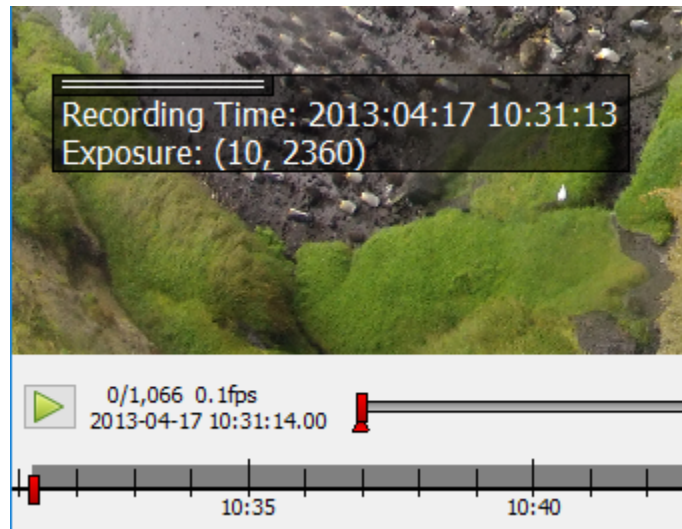 Recording Time: 2013:04:17 10:31:13
Exposure: (10, 2360)
0/1,066 0.1fps
2013-04-17 10:31:14.00
10:35
10:40